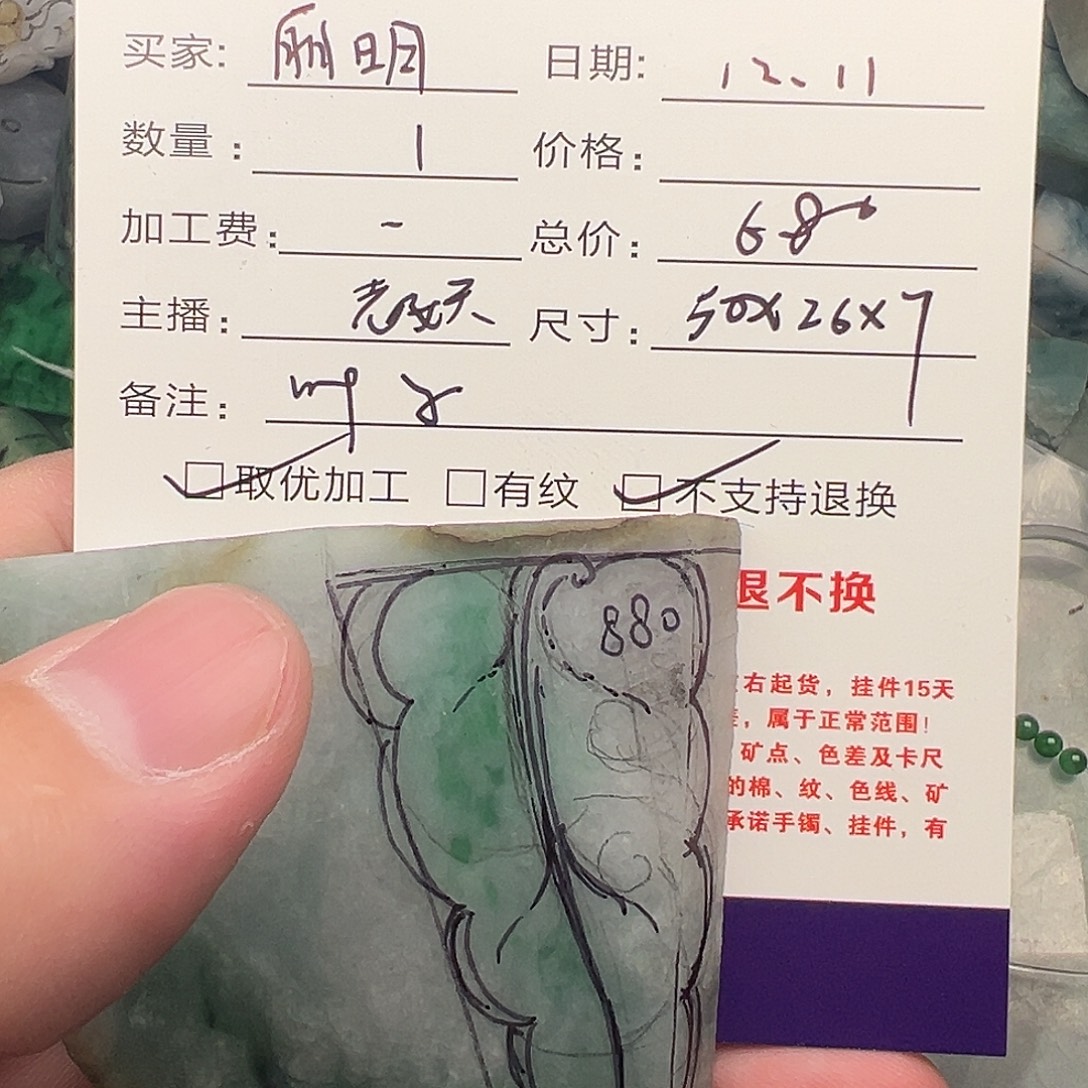 买家: 明 日期: 12.11
数量: 1 价格:
加工费: - 总价: 680
主播: 天 尺寸: 50x26x7
备注:
取优加工 有纹 不支持退换
880
退不换
右起货，挂件15天
，属于正常范围！
矿点、色差及卡尺
的棉、纹、色线、矿
承诺手镯、挂件，有